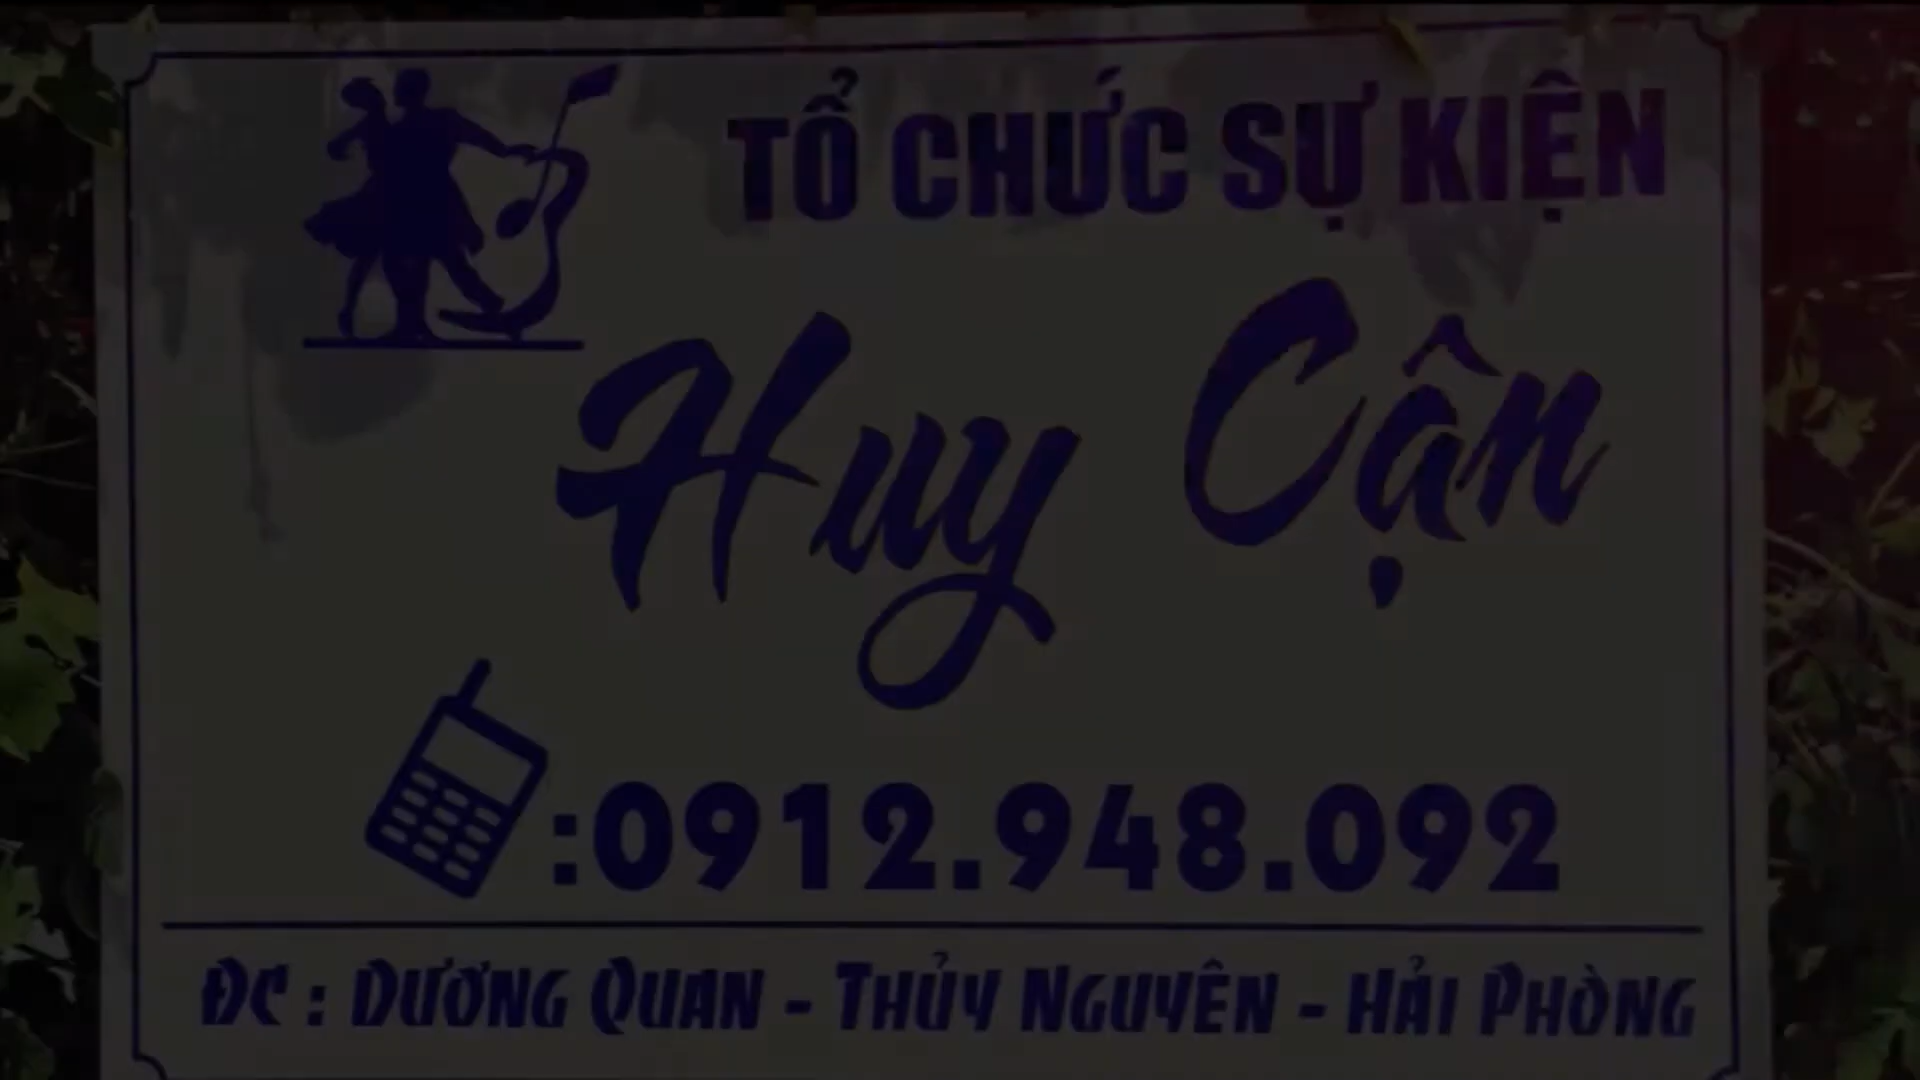 TỔ CHỨC SỰ KIỆN
Huy Cận
:0912.948.092
ĐC : DƯƠNG QUAN - THỦY NGUYÊN - HẢI PHÒNG